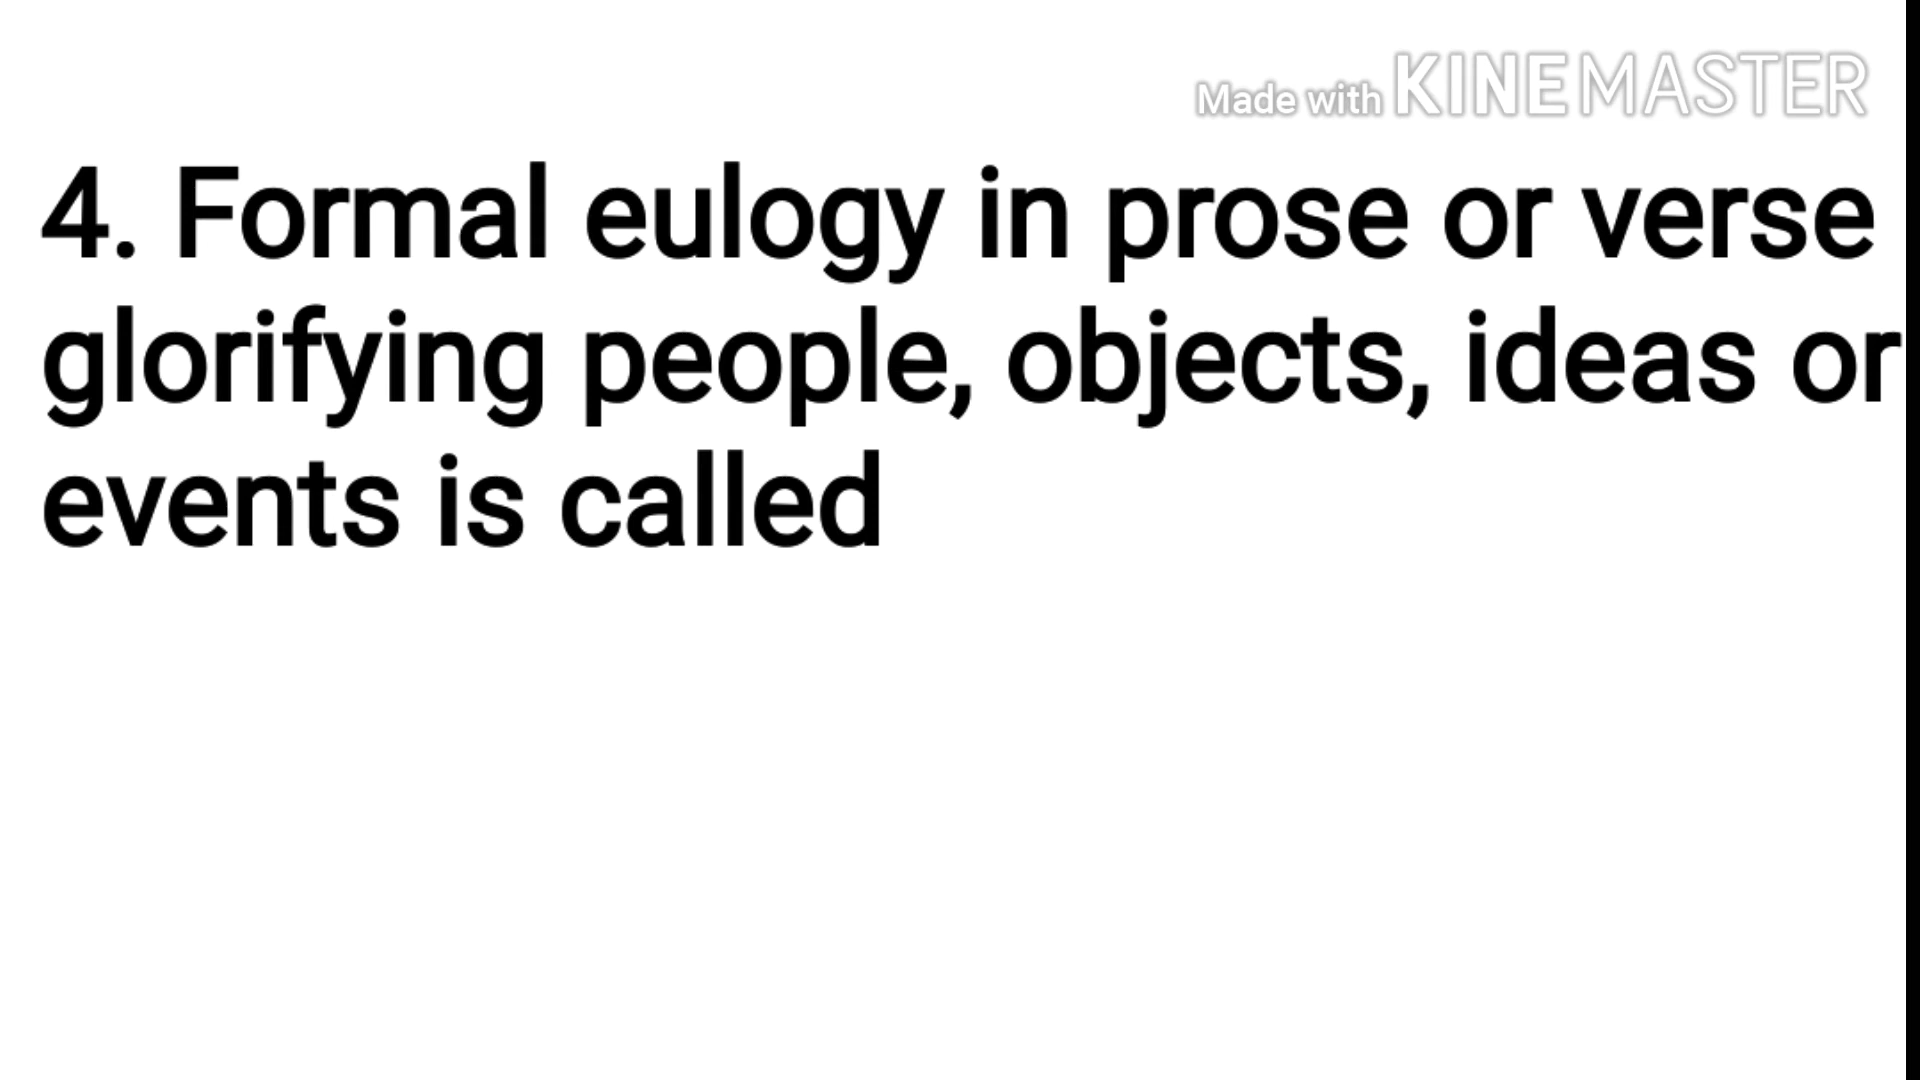 Made with KINEMASTER
4. Formal eulogy in prose or verse
glorifying people, objects, ideas or
events is called